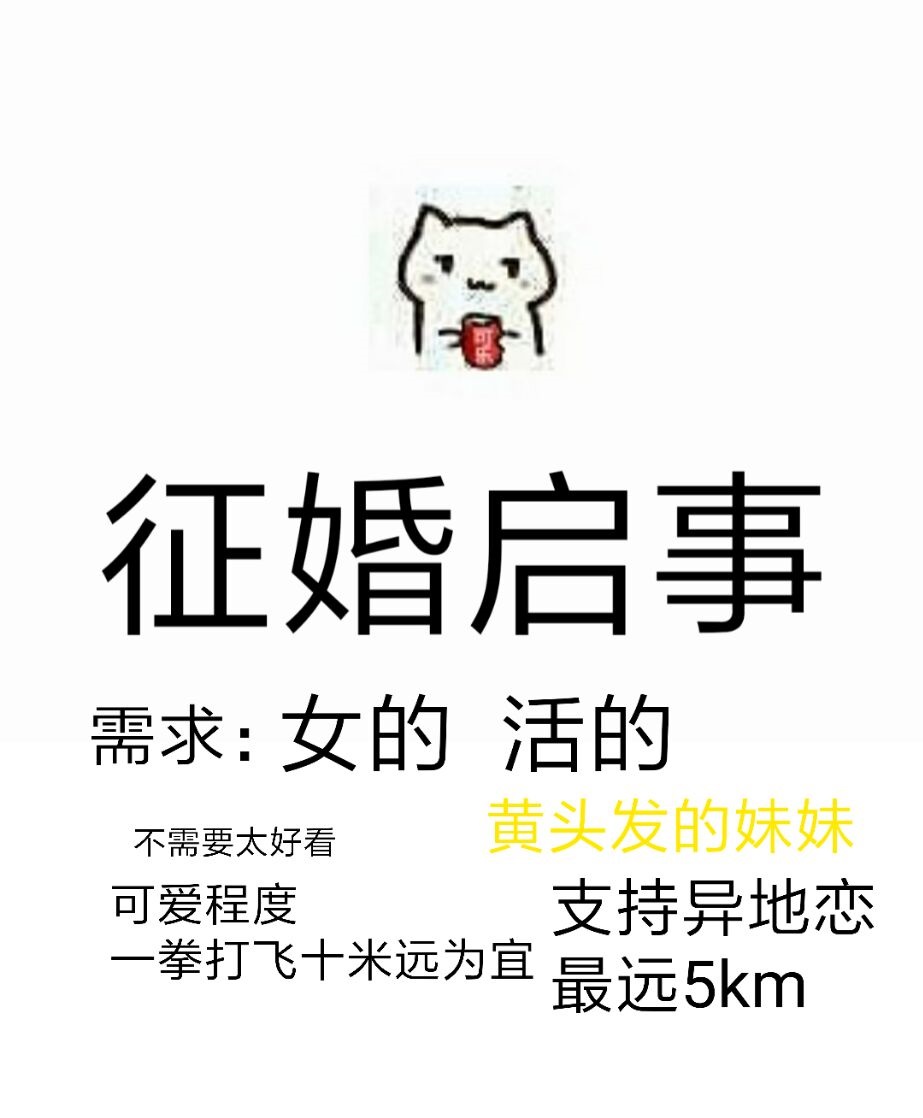 可乐
征婚启事
需求:女的 活的
黄头发的妹妹
不需要太好看
可爱程度
一拳打飞十米远为宜
支持异地恋
最远5km